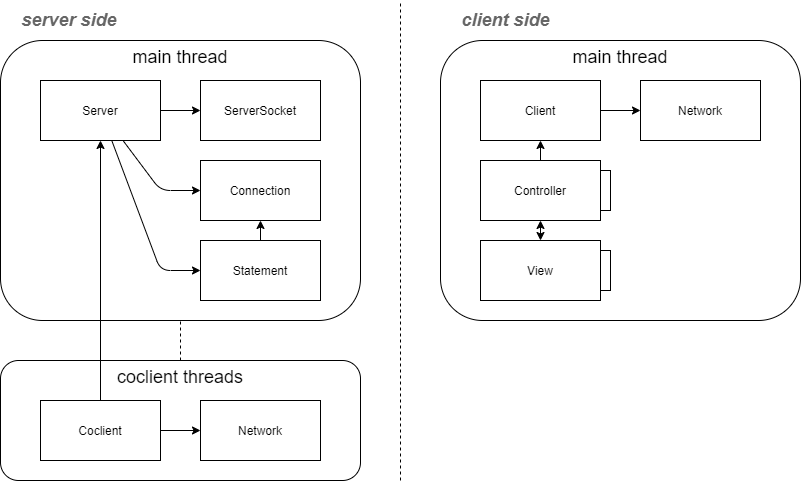 server side
client side
main thread
Server
ServerSocket
Connection
Statement
coclient threads
Coclient
Network
main thread
Client
Network
Controller
View